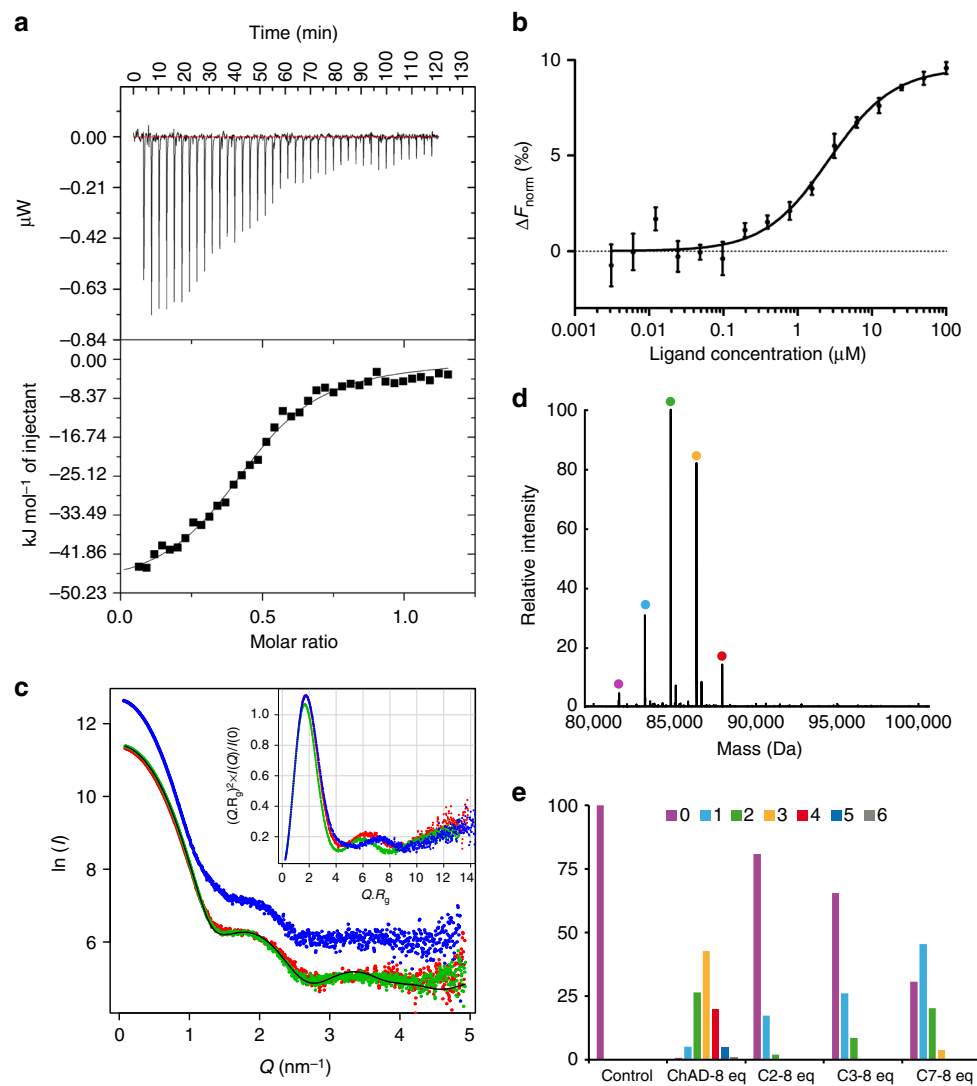 a
Time (min)
0 10 20 30 40 50 60 70 80 90 100 110 120 130
0.00
−0.21
−0.42
−0.63
−0.84
μW
0.00
−8.37
−16.74
−25.12
−33.49
−41.86
−50.23
kJ mol⁻¹ of injectant
0.0 0.5 1.0
Molar ratio
b
10
5
0
ΔFnorm (‰)
0.001 0.01 0.1 1 10 100
Ligand concentration (μM)
c
12
10
8
6
ln (I)
0 1 2 3 4 5
Q (nm⁻¹)
1.0
0.8
0.6
0.4
0.2
(Q.Rg)²×I(Q)/I(0)
0 2 4 6 8 10 12 14
Q.Rg
d
100
80
60
40
20
0
Relative intensity
80,000 85,000 90,000 95,000 100,000
Mass (Da)
e
100
75
50
25
0
0 1 2 3 4 5 6
Control ChAD-8 eq C2-8 eq C3-8 eq C7-8 eq